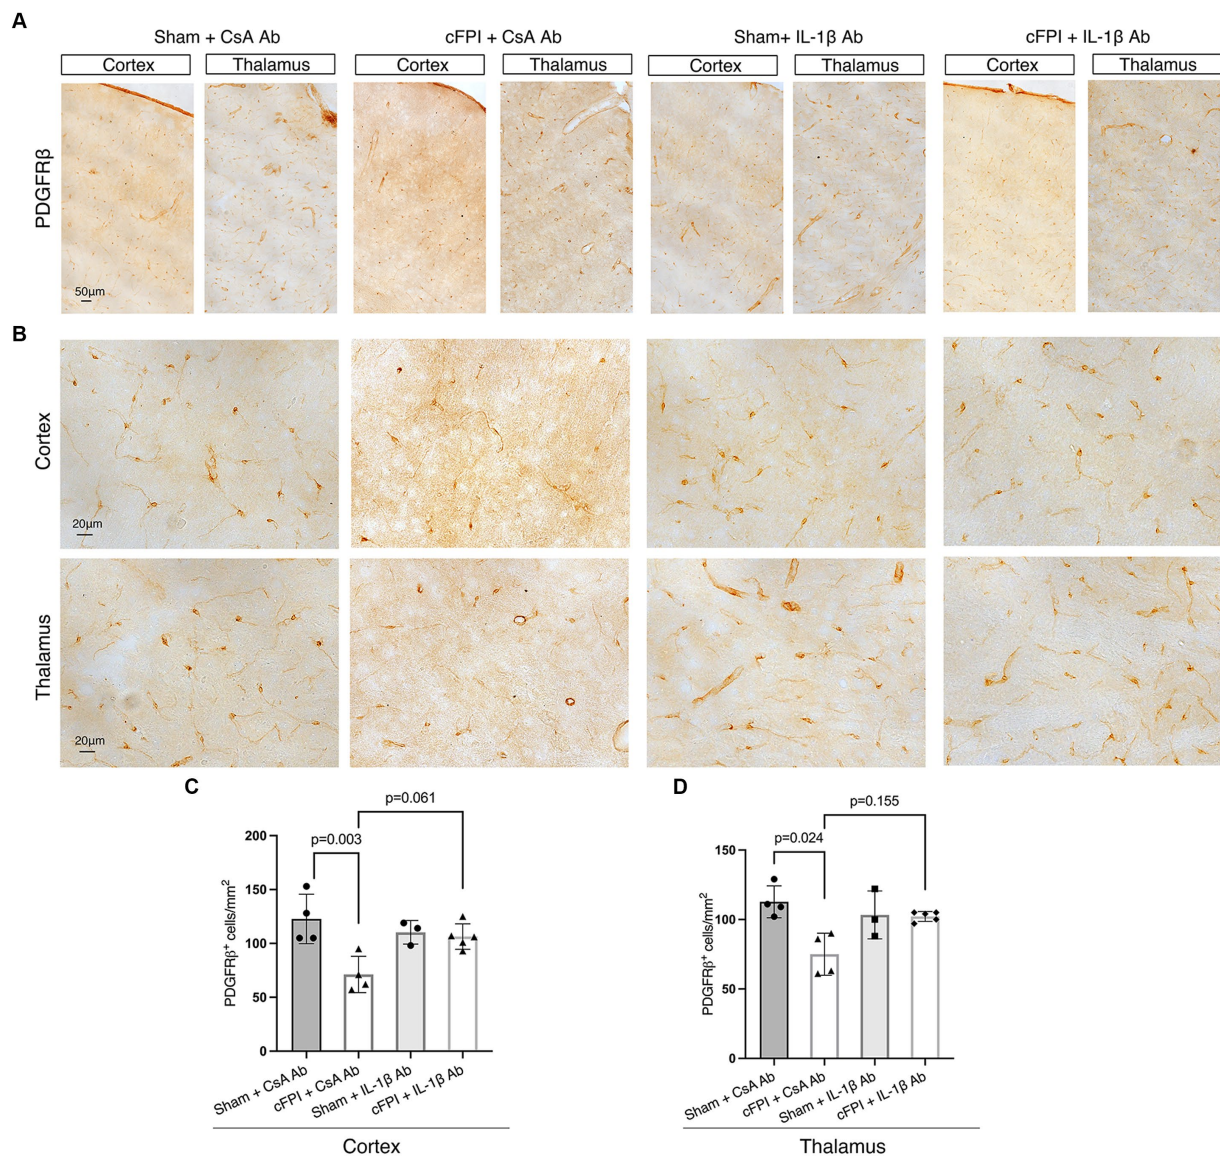 A
Sham + CsA Ab
cFPI + CsA Ab
Sham+ IL-1β Ab
cFPI + IL-1β Ab
Cortex
Thalamus
Cortex
Thalamus
Cortex
Thalamus
Cortex
Thalamus
PDGFRβ
50µm
B
Cortex
20µm
Thalamus
20µm
C
p=0.061
p=0.003
PDGFRβ⁺ cells/mm²
200
150
100
50
0
Sham + CsA Ab
cFPI + CsA Ab
Sham + IL-1β Ab
cFPI + IL-1β Ab
Cortex
D
p=0.155
p=0.024
PDGFRβ⁺ cells/mm²
150
100
50
0
Sham + CsA Ab
cFPI + CsA Ab
Sham + IL-1β Ab
cFPI + IL-1β Ab
Thalamus